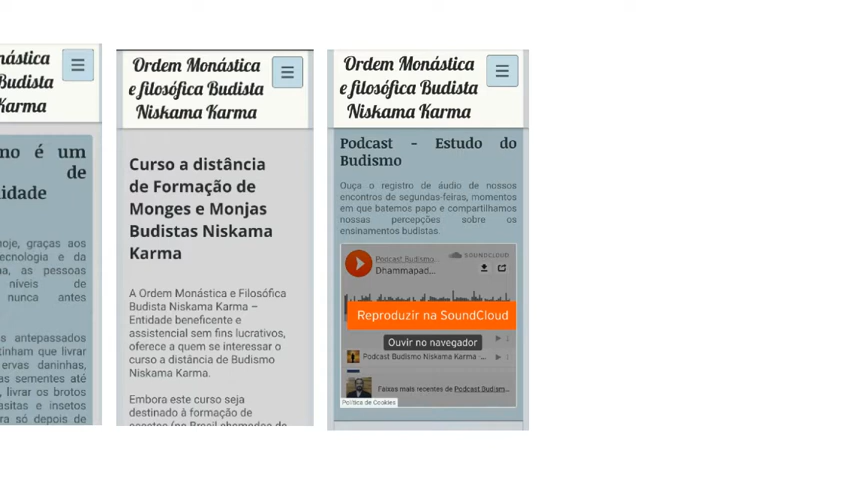 nástica
Budista
Karma
mo é um
de
idade
hoje, graças aos
tecnologia e da
a, as pessoas
níveis de
nunca antes
s antepassados
tinham que livrar
ervas daninhas,
as sementes até
, livrar os brotos
asitas e insetos
ra só depois de
Ordem Monástica
e filosófica Budista
Niskama Karma
Curso a distância
de Formação de
Monges e Monjas
Budistas Niskama
Karma
A Ordem Monástica e Filosófica
Budista Niskama Karma –
Entidade beneficente e
assistencial sem fins lucrativos,
oferece a quem se interessar o
curso a distância de Budismo
Niskama Karma.
Embora este curso seja
destinado à formação de
Ordem Monástica
e filosófica Budista
Niskama Karma
Podcast - Estudo do
Budismo
Ouça o registro de áudio de nossos
encontros de segundas-feiras, momentos
em que batemos papo e compartilhamos
nossas percepções sobre os
ensinamentos budistas.
Podcast Budismo...
SOUNDCLOUD
Dhammapad...
Reproduzir na SoundCloud
Ouvir no navegador
Podcast Budismo Niskama Karma -...
Faixas mais recentes de Podcast Budism...
Política de Cookies